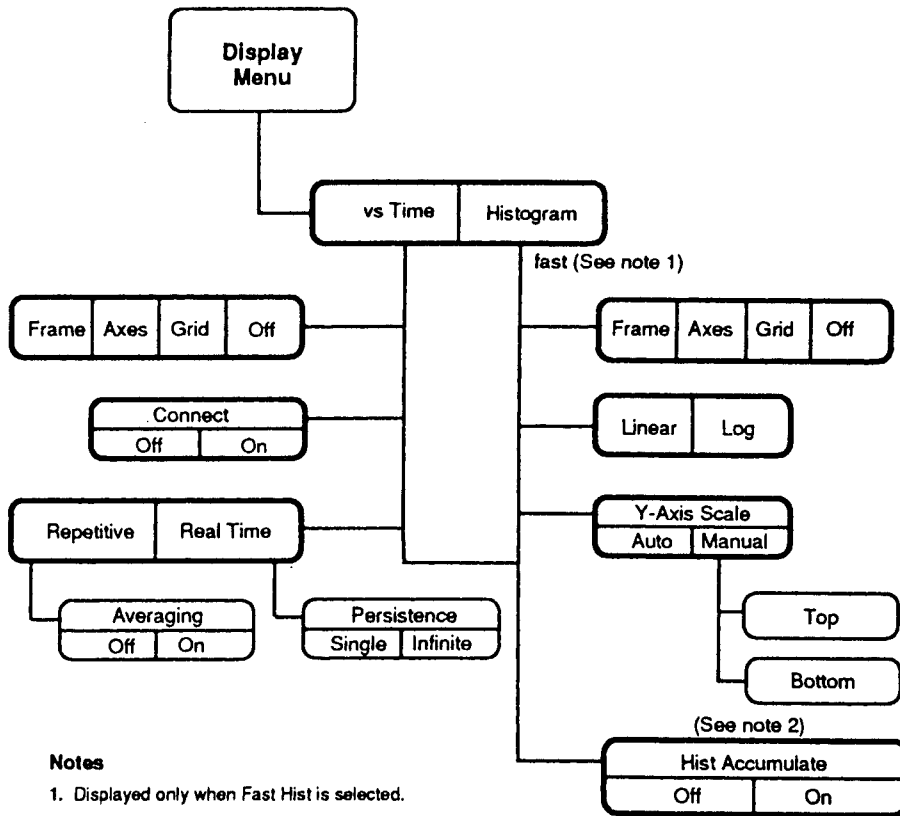 Display
Menu
vs Time Histogram
fast (See note 1)
Frame Axes Grid Off
Frame Axes Grid Off
Connect
Off On
Linear Log
Repetitive Real Time
Y-Axis Scale
Auto Manual
Averaging
Off On
Persistence
Single Infinite
Top
Bottom
(See note 2)
Hist Accumulate
Off On
Notes
1. Displayed only when Fast Hist is selected.